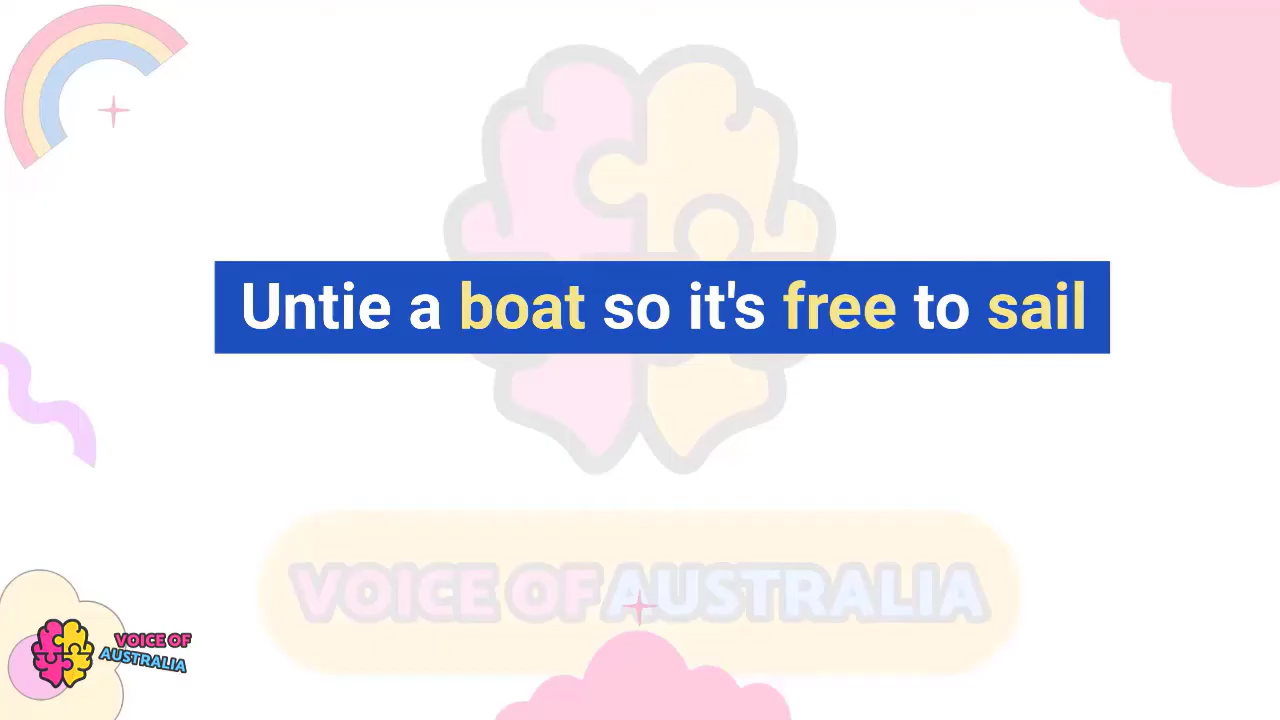 Untie a boat so it's free to sail
VOICE OF AUSTRALIA
VOICE OF
AUSTRALIA